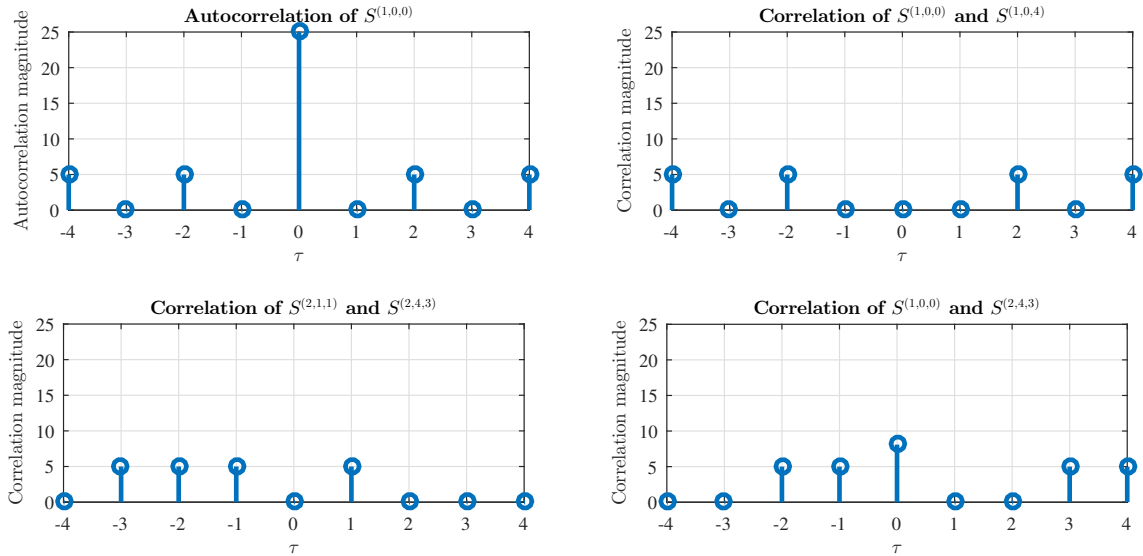 Autocorrelation of S^(1,0,0)
Autocorrelation magnitude
25
20
15
10
5
0
-4 -3 -2 -1 0 1 2 3 4
τ
Correlation of S^(1,0,0) and S^(1,0,4)
Correlation magnitude
25
20
15
10
5
0
-4 -3 -2 -1 0 1 2 3 4
τ
Correlation of S^(2,1,1) and S^(2,4,3)
Correlation magnitude
25
20
15
10
5
0
-4 -3 -2 -1 0 1 2 3 4
τ
Correlation of S^(1,0,0) and S^(2,4,3)
Correlation magnitude
25
20
15
10
5
0
-4 -3 -2 -1 0 1 2 3 4
τ